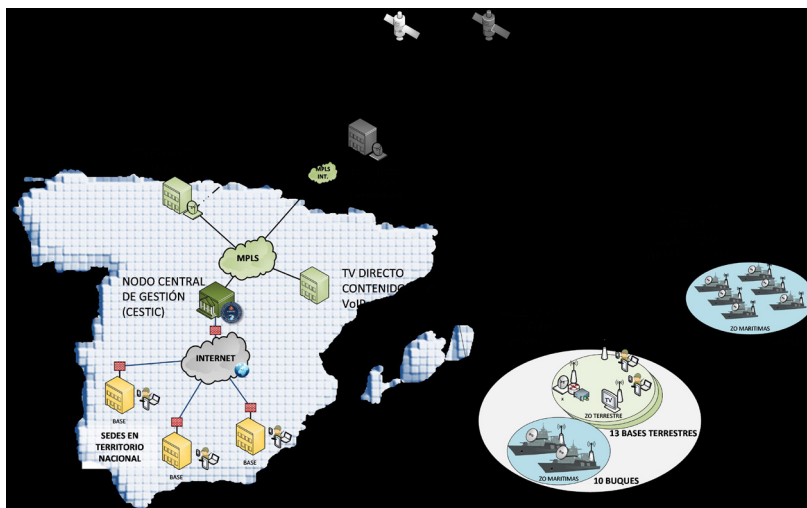 MPLS
INT.
MPLS
NODO CENTRAL
DE GESTIÓN
(CESTIC)
TV DIRECTO
CONTENIDO
VoIP
INTERNET
ZO MARITIMAS
BASE
SEDES EN
TERRITORIO
NACIONAL
BASE
BASE
TV
ZO TERRESTRE
13 BASES TERRESTRES
ZO MARITIMAS
10 BUQUES